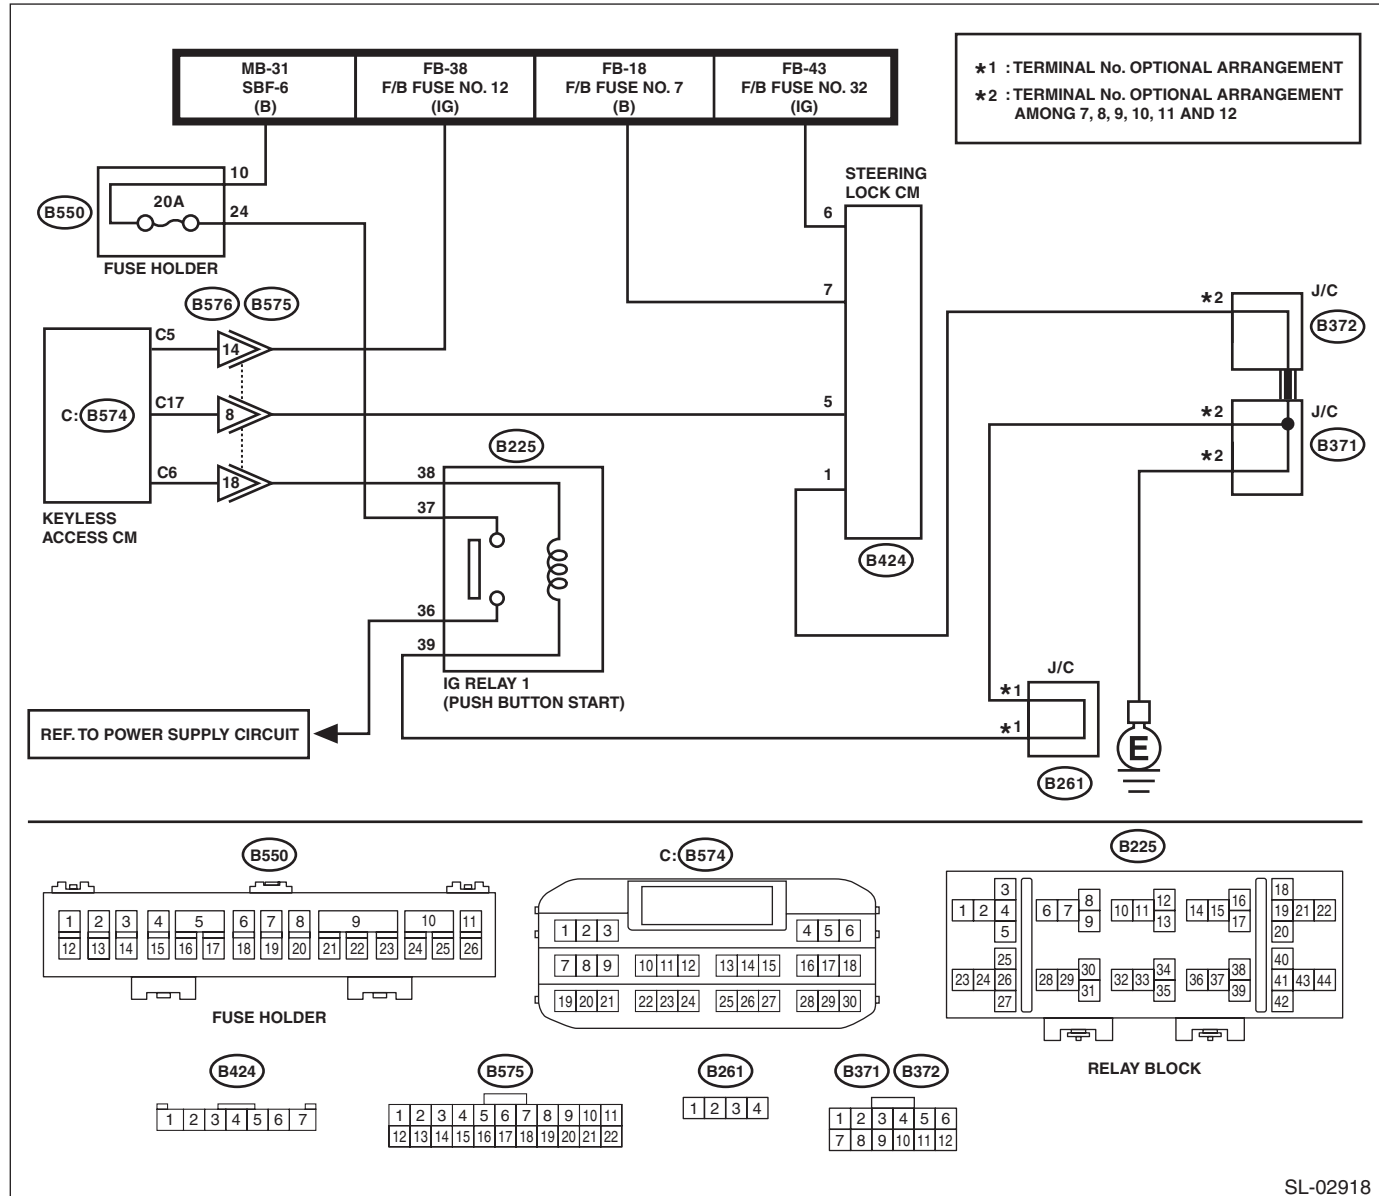 MB-31
SBF-6
(B)
FB-38
F/B FUSE NO. 12
(IG)
FB-18
F/B FUSE NO. 7
(B)
FB-43
F/B FUSE NO. 32
(IG)
*1 : TERMINAL No. OPTIONAL ARRANGEMENT
*2 : TERMINAL No. OPTIONAL ARRANGEMENT
AMONG 7, 8, 9, 10, 11 AND 12
10
20A
24
B550
FUSE HOLDER
B576 B575
STEERING
LOCK CM
6
7
5
1
B424
C5
14
C17
8
C6
18
C: B574
KEYLESS
ACCESS CM
B225
38
37
36
39
IG RELAY 1
(PUSH BUTTON START)
*2
J/C
B372
*2
J/C
B371
*2
J/C
*1
*1
B261
E
REF. TO POWER SUPPLY CIRCUIT
B550
1 2 3 4 5 6 7 8 9 10 11
12 13 14 15 16 17 18 19 20 21 22 23 24 25 26
FUSE HOLDER
C: B574
1 2 3 4 5 6
7 8 9 10 11 12 13 14 15 16 17 18
19 20 21 22 23 24 25 26 27 28 29 30
B225
3 8 12 16 18
1 2 4 6 7 10 11 14 15 19 21 22
5 9 13 17 20
25 30 34 38 40
23 24 26 28 29 32 33 36 37 41 43 44
27 31 35 39 42
RELAY BLOCK
B424
1 2 3 4 5 6 7
B575
1 2 3 4 5 6 7 8 9 10 11
12 13 14 15 16 17 18 19 20 21 22
B261
1 2 3 4
B371 B372
1 2 3 4 5 6
7 8 9 10 11 12
SL-02918